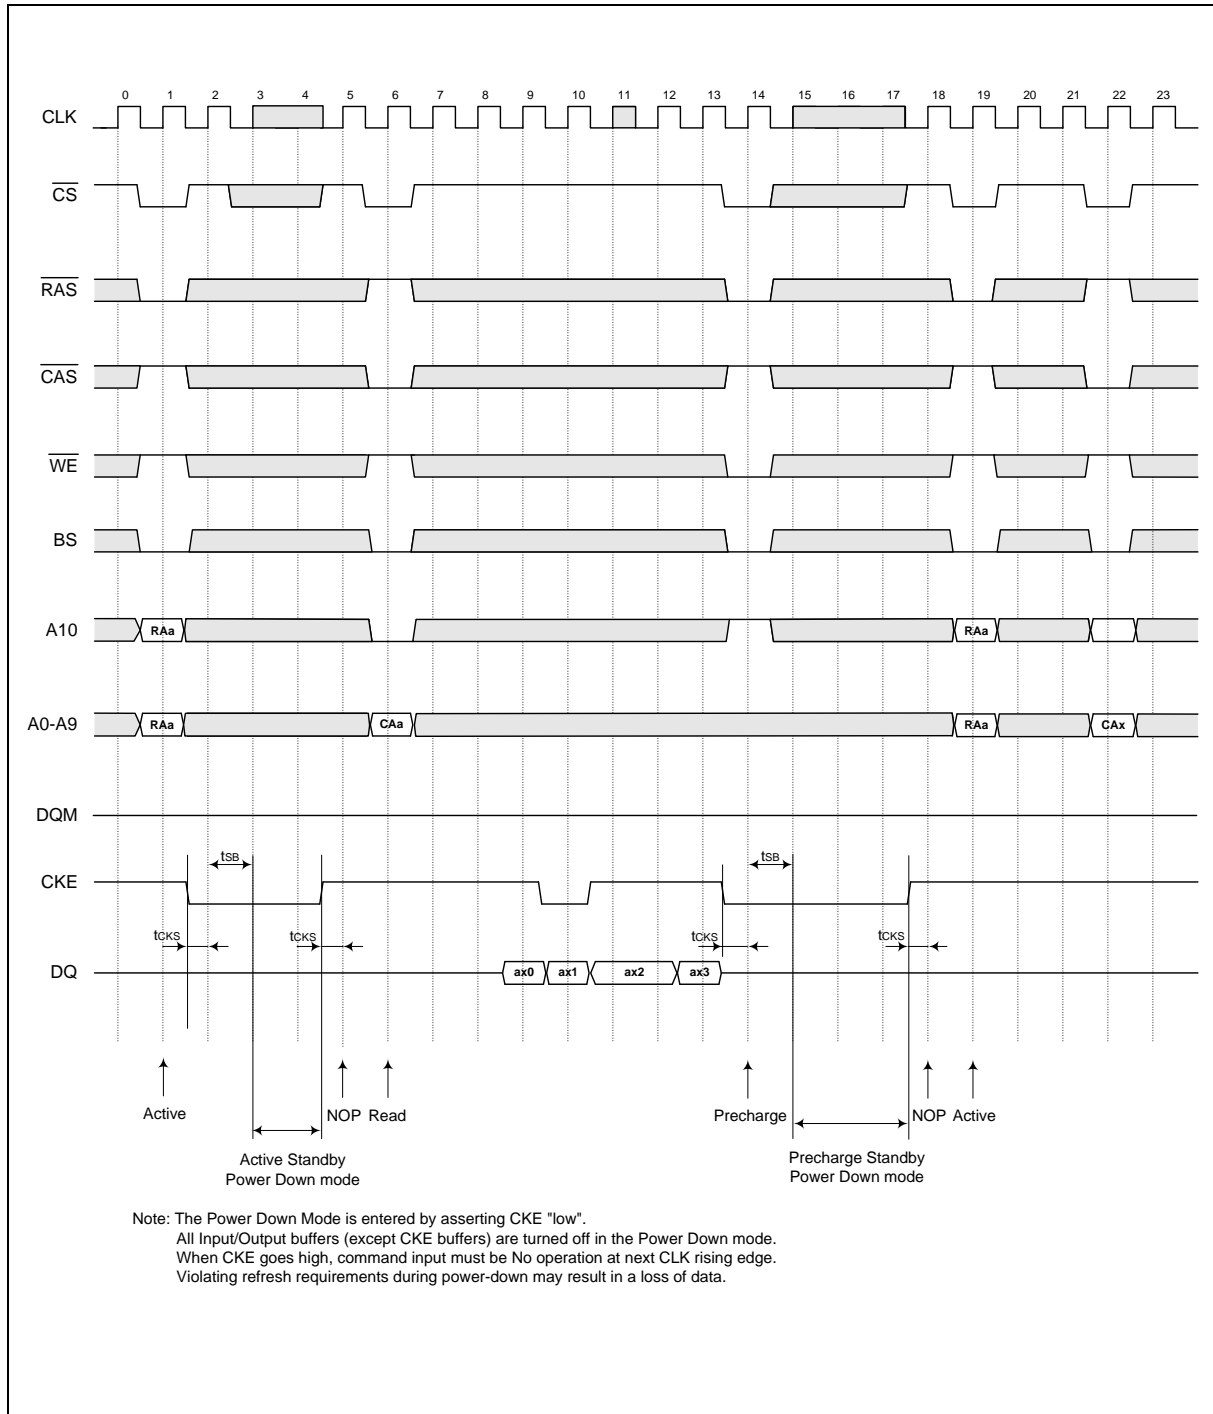 0 1 2 3 4 5 6 7 8 9 10 11 12 13 14 15 16 17 18 19 20 21 22 23
CLK
CS
RAS
CAS
WE
BS
A10 RAa RAa
A0-A9 RAa CAa RAa CAx
DQM
tSB tSB
CKE
tCKS tCKS tCKS tCKS
DQ ax0 ax1 ax2 ax3
Active NOP Read Precharge NOP Active
Active Standby
Power Down mode
Precharge Standby
Power Down mode
Note: The Power Down Mode is entered by asserting CKE "low".
All Input/Output buffers (except CKE buffers) are turned off in the Power Down mode.
When CKE goes high, command input must be No operation at next CLK rising edge.
Violating refresh requirements during power-down may result in a loss of data.